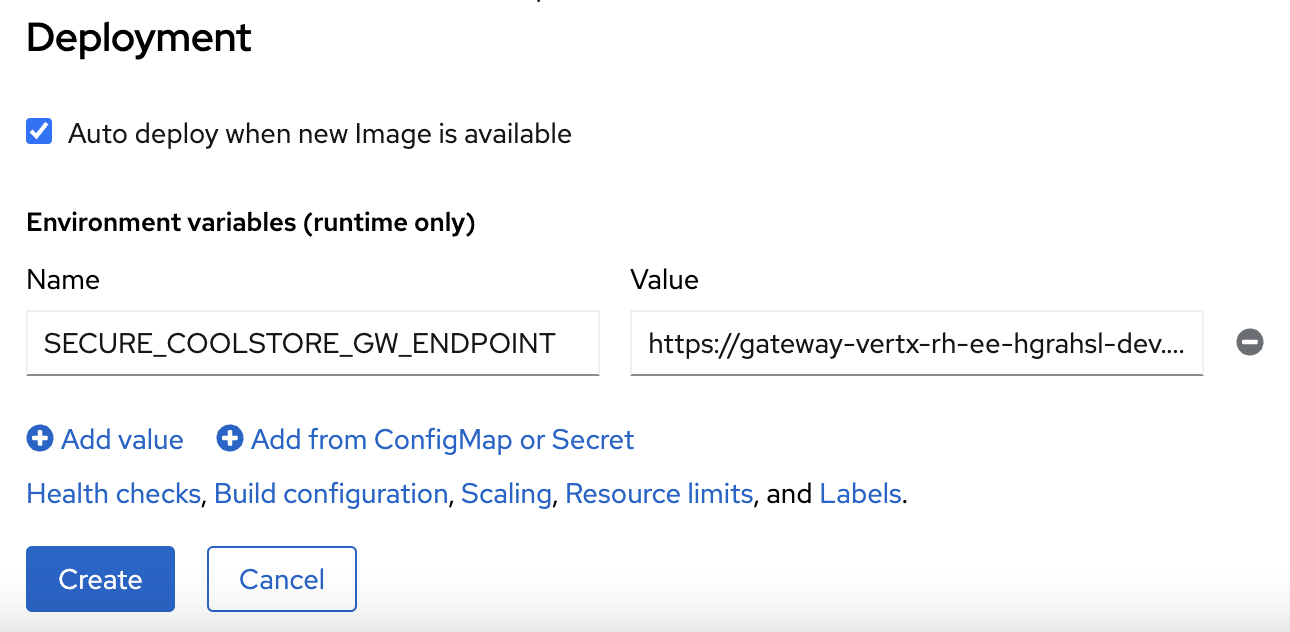 Deployment
Auto deploy when new Image is available
Environment variables (runtime only)
Name Value
SECURE_COOLSTORE_GW_ENDPOINT https://gateway-vertx-rh-ee-hgrahsl-dev....
Add value Add from ConfigMap or Secret
Health checks, Build configuration, Scaling, Resource limits, and Labels.
Create Cancel